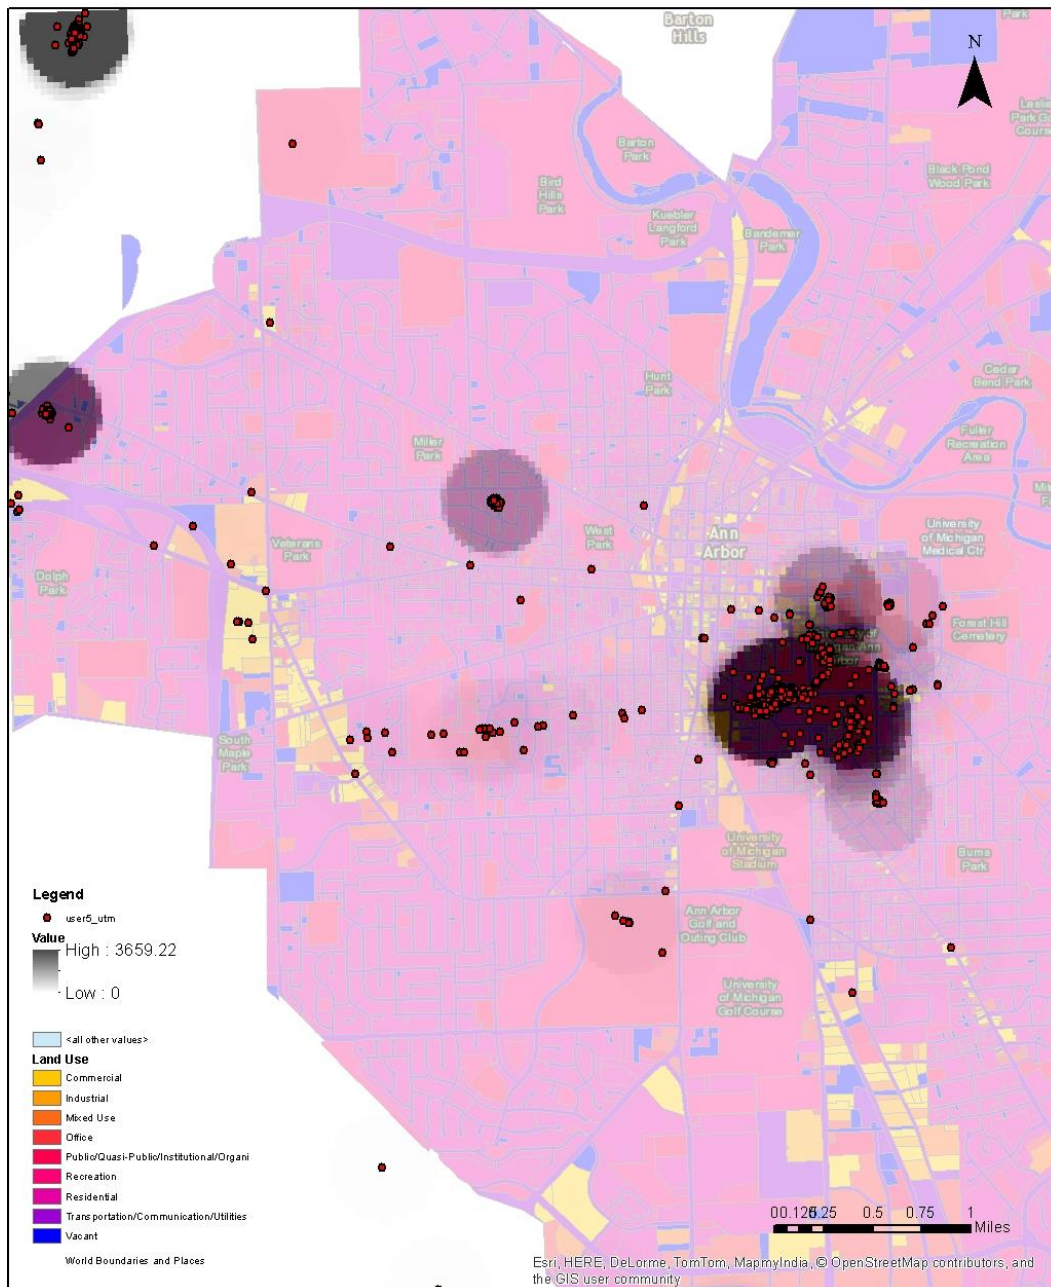 Barton
Hills
Park
N
Leslie
Park Go
Course
Barton
Park
Black Pond
Wood Park
Bird
Hills
Park
Kuebler
Langford
Park
Bandemer
Park
Cedar
Bend Park
Hunt
Park
Fuller
Recreation
Area
Miller
Park
Ann
Arbor
West
Park
University
of Michigan
Medical Ctr
Veterans
Park
Dolph
Park
Forest Hill
Cemetery
South
Maple
Park
University
of Michigan
Stadium
Burns
Park
Ann Arbor
Golf and
Outing Club
University
of Michigan
Golf Course
Legend
user5_utm
Value
High : 3659.22
Low : 0
<all other values>
Land Use
Commercial
Industrial
Mixed Use
Office
Public/Quasi-Public/Institutional/Organi
Recreation
Residential
Transportation/Communication/Utilities
Vacant
World Boundaries and Places
0 0.125 0.25 0.5 0.75 1
Miles
Esri, HERE, DeLorme, TomTom, MapmyIndia, © OpenStreetMap contributors, and
the GIS user community